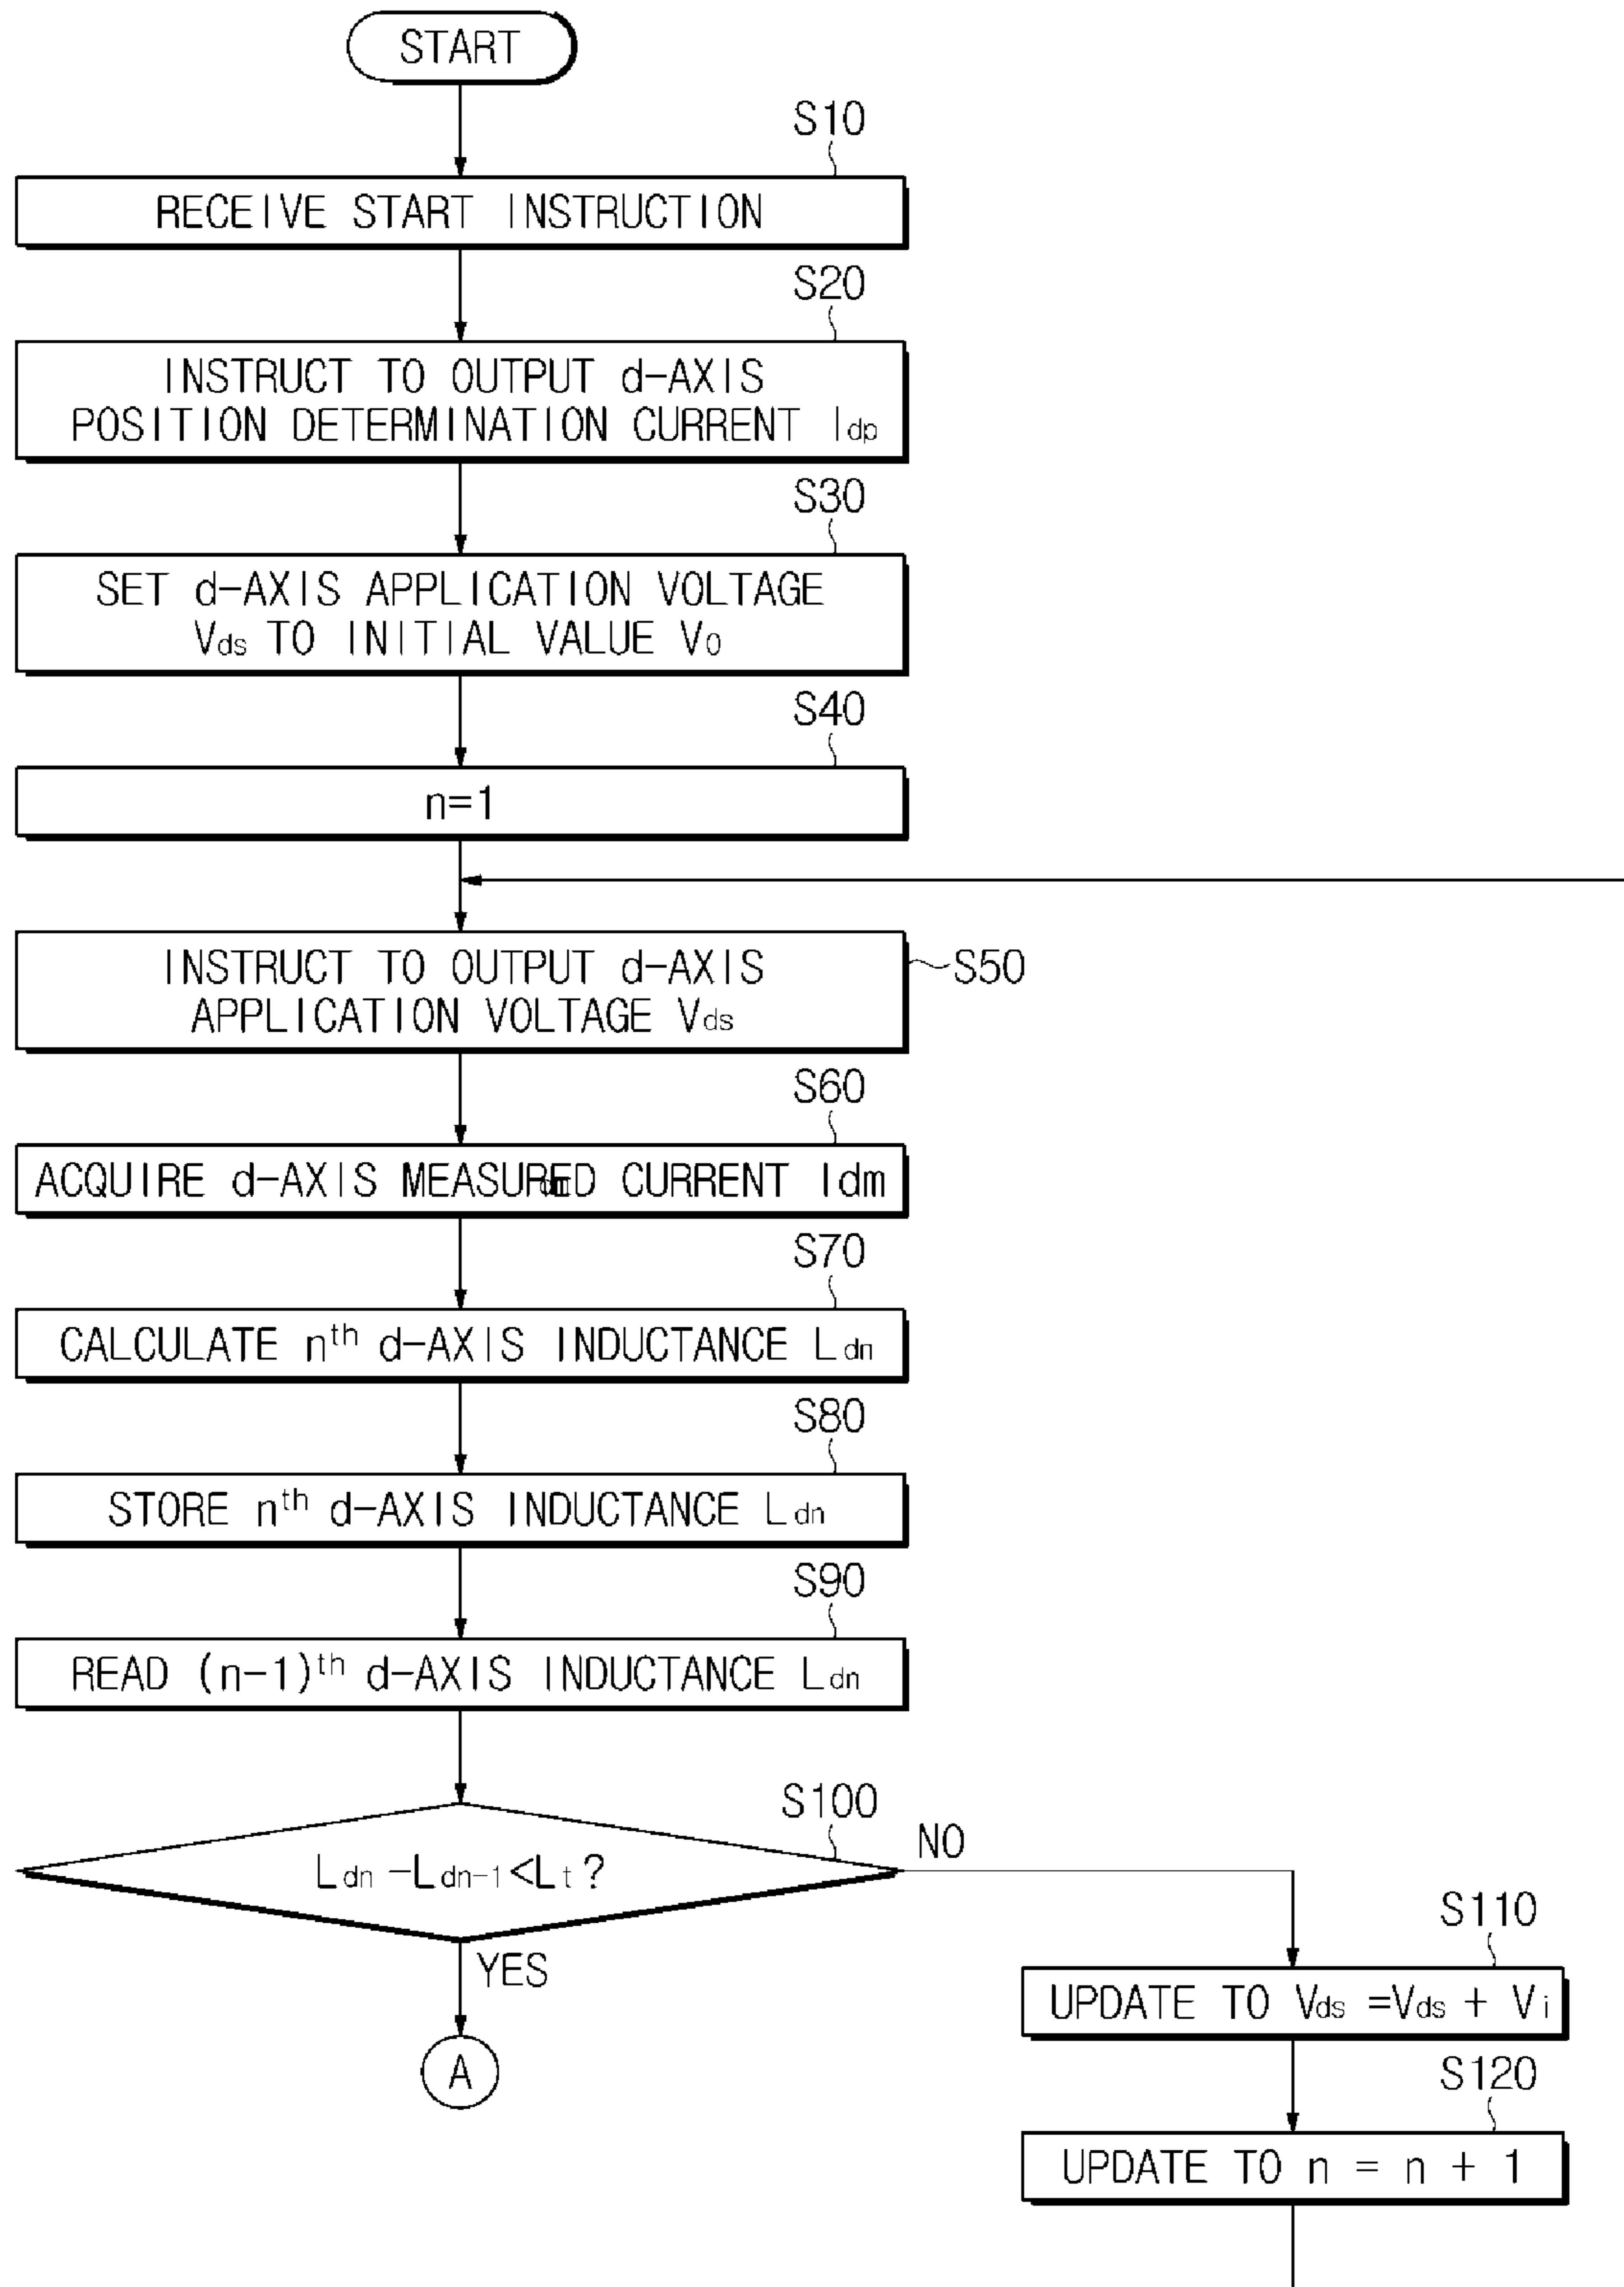 START
S10
RECEIVE START INSTRUCTION
S20
INSTRUCT TO OUTPUT d-AXIS
POSITION DETERMINATION CURRENT Idp
S30
SET d-AXIS APPLICATION VOLTAGE
Vds TO INITIAL VALUE V0
S40
n=1
INSTRUCT TO OUTPUT d-AXIS
APPLICATION VOLTAGE Vds
S50
S60
ACQUIRE d-AXIS MEASURED CURRENT Idm
S70
CALCULATE nth d-AXIS INDUCTANCE Ldn
S80
STORE nth d-AXIS INDUCTANCE Ldn
S90
READ (n-1)th d-AXIS INDUCTANCE Ldn
S100
Ldn -Ldn-1 <Lt ?
NO
YES
A
S110
UPDATE TO Vds =Vds + Vi
S120
UPDATE TO n = n + 1